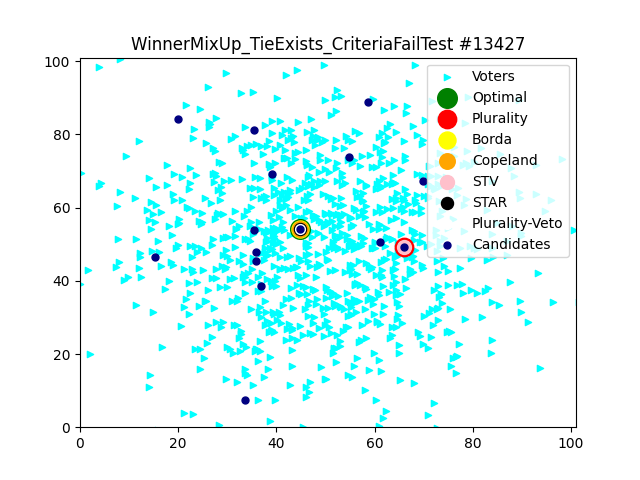 WinnerMixUp_TieExists_CriteriaFailTest #13427
100
80
60
40
20
0
0
20
40
60
80
100
Voters
Optimal
Plurality
Borda
Copeland
STV
STAR
Plurality-Veto
Candidates